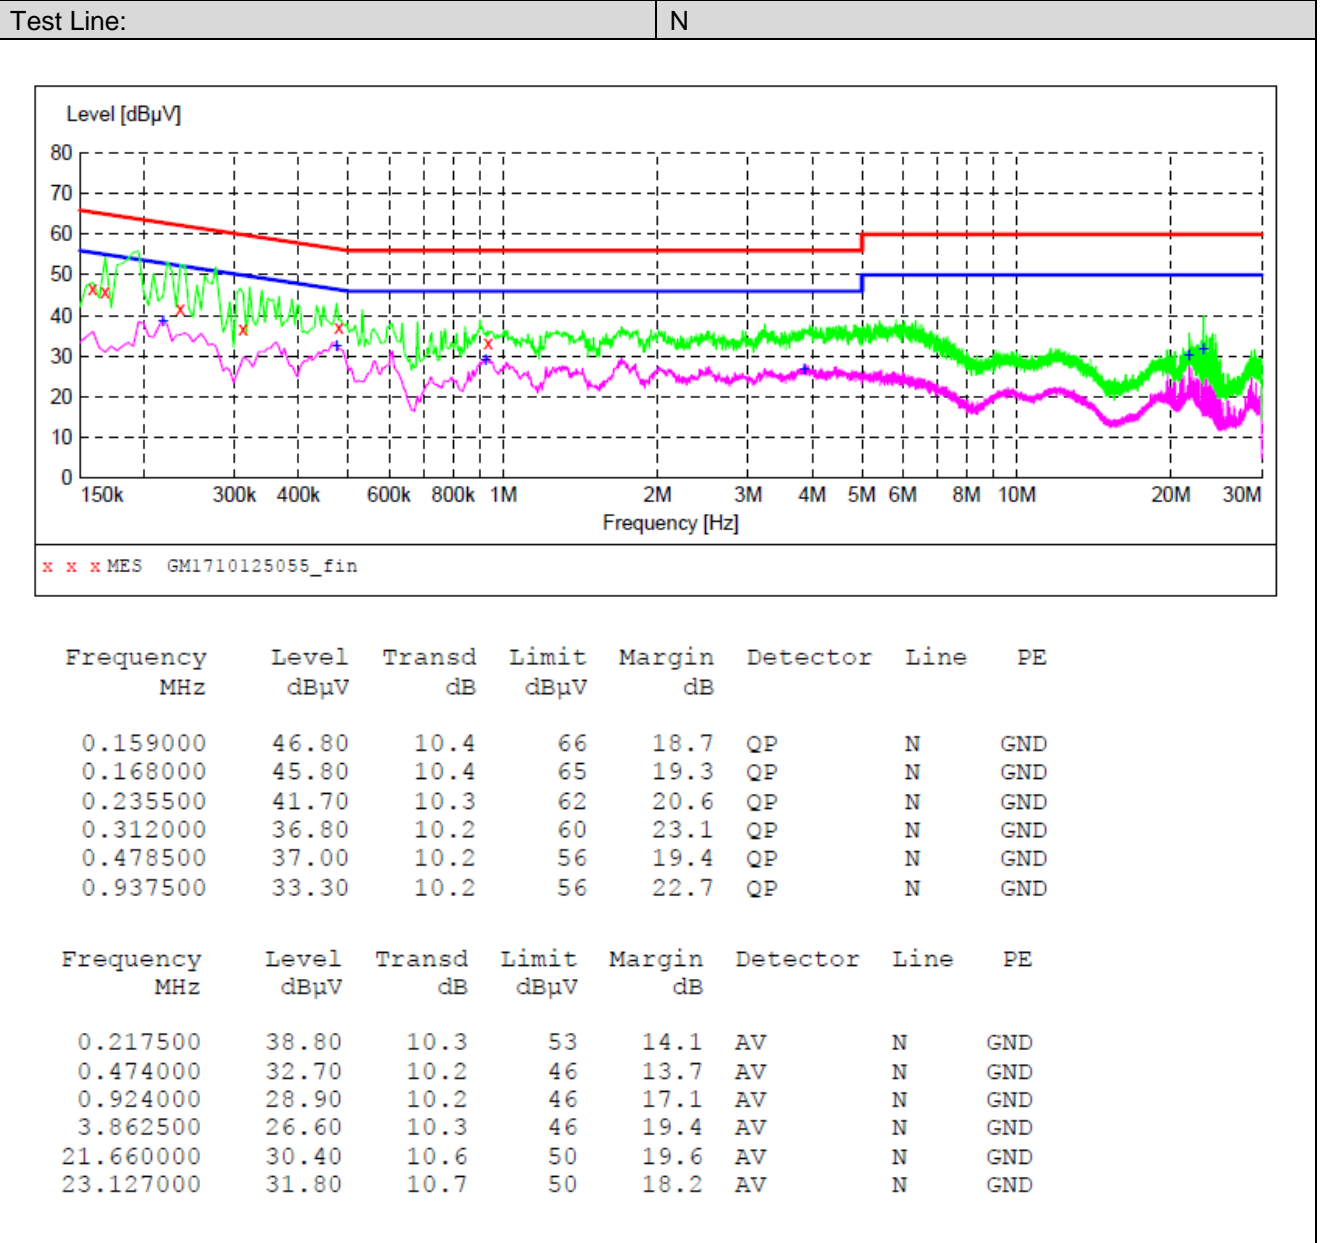 Test Line: N
Level [dBµV]
80
70
60
50
40
30
20
10
0
150k 300k 400k 600k 800k 1M 2M 3M 4M 5M 6M 8M 10M 20M 30M
Frequency [Hz]
x x x MES GM1710125055_fin
Frequency Level Transd Limit Margin Detector Line PE
MHz dBµV dB dBµV dB
0.159000 46.80 10.4 66 18.7 QP N GND
0.168000 45.80 10.4 65 19.3 QP N GND
0.235500 41.70 10.3 62 20.6 QP N GND
0.312000 36.80 10.2 60 23.1 QP N GND
0.478500 37.00 10.2 56 19.4 QP N GND
0.937500 33.30 10.2 56 22.7 QP N GND
Frequency Level Transd Limit Margin Detector Line PE
MHz dBµV dB dBµV dB
0.217500 38.80 10.3 53 14.1 AV N GND
0.474000 32.70 10.2 46 13.7 AV N GND
0.924000 28.90 10.2 46 17.1 AV N GND
3.862500 26.60 10.3 46 19.4 AV N GND
21.660000 30.40 10.6 50 19.6 AV N GND
23.127000 31.80 10.7 50 18.2 AV N GND